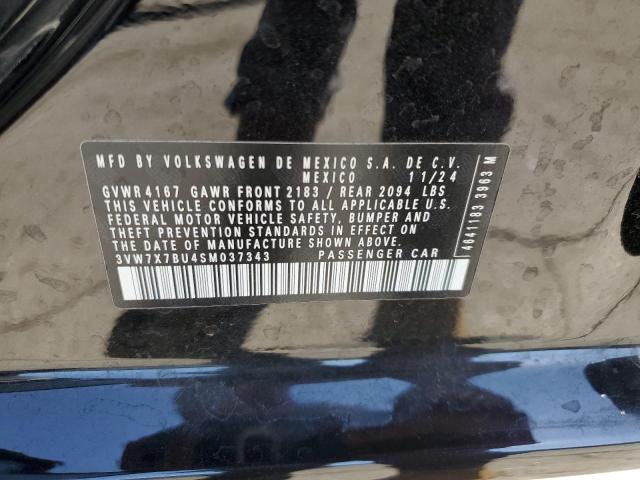 MFD BY VOLKSWAGEN DE MEXICO S.A. DE C.V.
MEXICO 11/24
GVWR 4167 GAWR FRONT 2183 / REAR 2094 LBS
THIS VEHICLE CONFORMS TO ALL APPLICABLE U.S.
FEDERAL MOTOR VEHICLE SAFETY, BUMPER AND
THEFT PREVENTION STANDARDS IN EFFECT ON
THE DATE OF MANUFACTURE SHOWN ABOVE.
3VW7X7BU4SM037343 PASSENGER CAR
4641183 3963 M